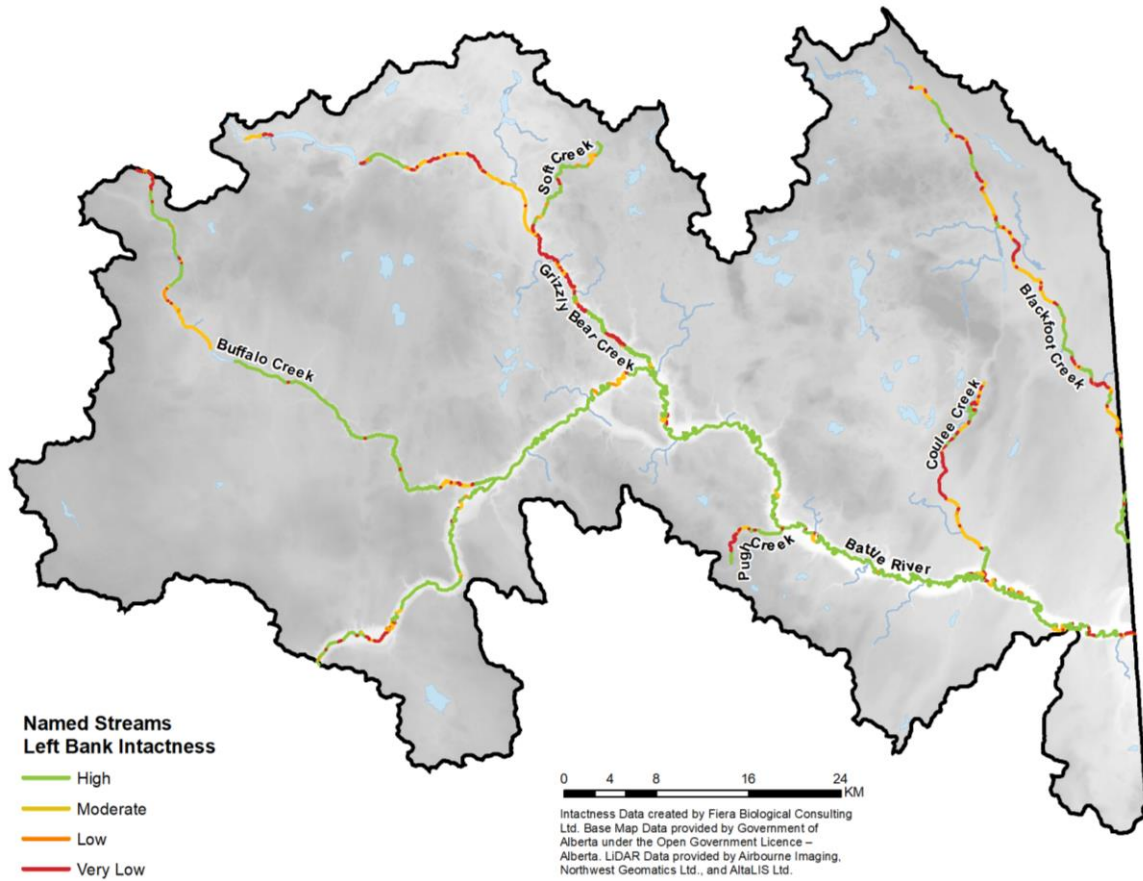 Soft Creek
Grizzly Bear Creek
Buffalo Creek
Blackfoot Creek
Coulee Creek
Pugh Creek
Battle River
Named Streams
Left Bank Intactness
High
Moderate
Low
Very Low
0 4 8 16 24
KM
Intactness Data created by Fiera Biological Consulting
Ltd. Base Map Data provided by Government of
Alberta under the Open Government Licence –
Alberta. LiDAR Data provided by Airbourne Imaging,
Northwest Geomatics Ltd., and AltaLIS Ltd.